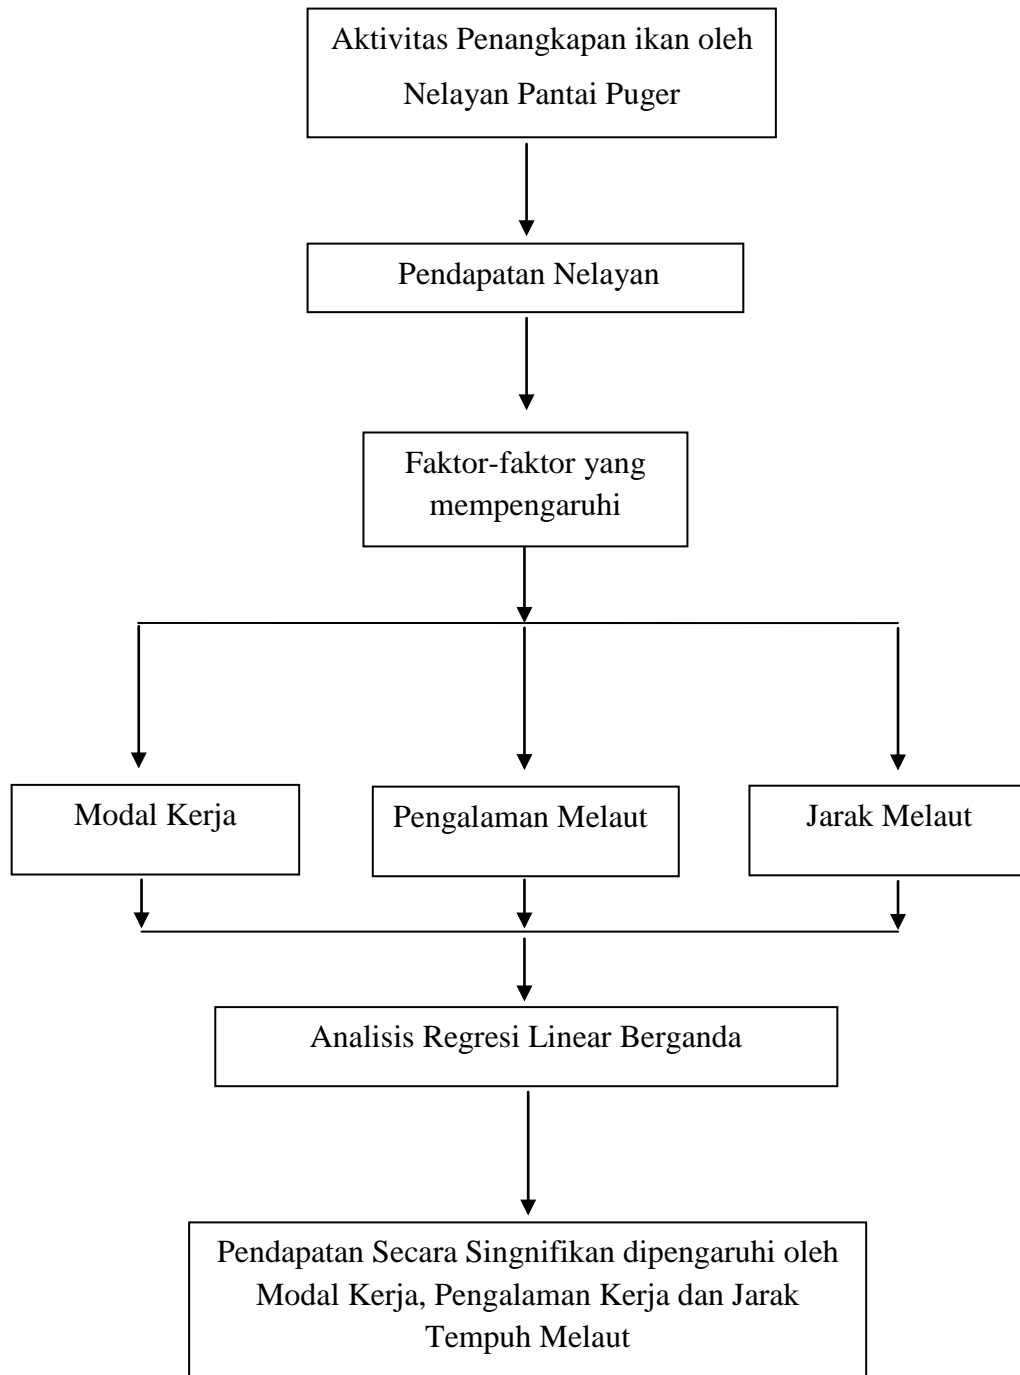 Aktivitas Penangkapan ikan oleh
Nelayan Pantai Puger
Pendapatan Nelayan
Faktor-faktor yang
mempengaruhi
Modal Kerja
Pengalaman Melaut
Jarak Melaut
Analisis Regresi Linear Berganda
Pendapatan Secara Singnifikan dipengaruhi oleh
Modal Kerja, Pengalaman Kerja dan Jarak
Tempuh Melaut